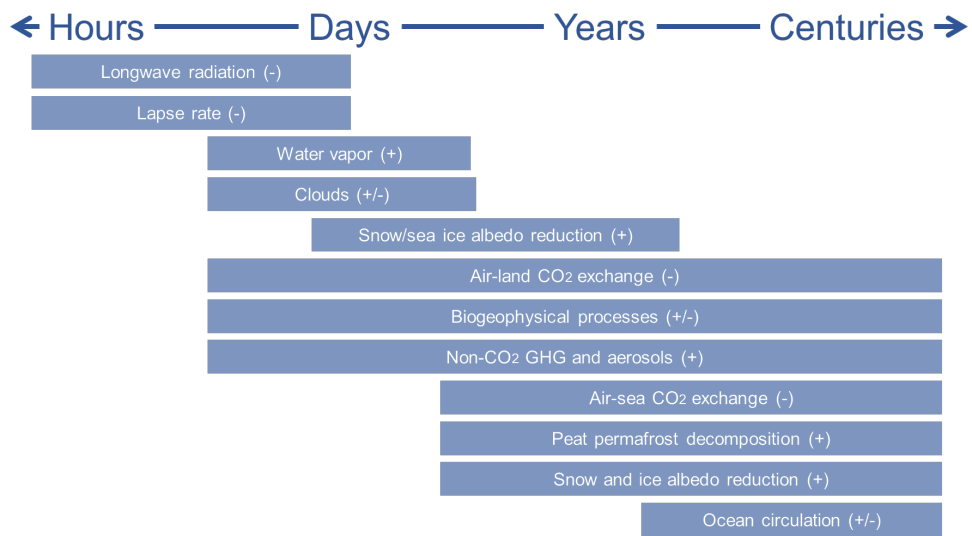 Hours Days Years Centuries
Longwave radiation (-)
Lapse rate (-)
Water vapor (+)
Clouds (+/-)
Snow/sea ice albedo reduction (+)
Air-land CO2 exchange (-)
Biogeophysical processes (+/-)
Non-CO2 GHG and aerosols (+)
Air-sea CO2 exchange (-)
Peat permafrost decomposition (+)
Snow and ice albedo reduction (+)
Ocean circulation (+/-)